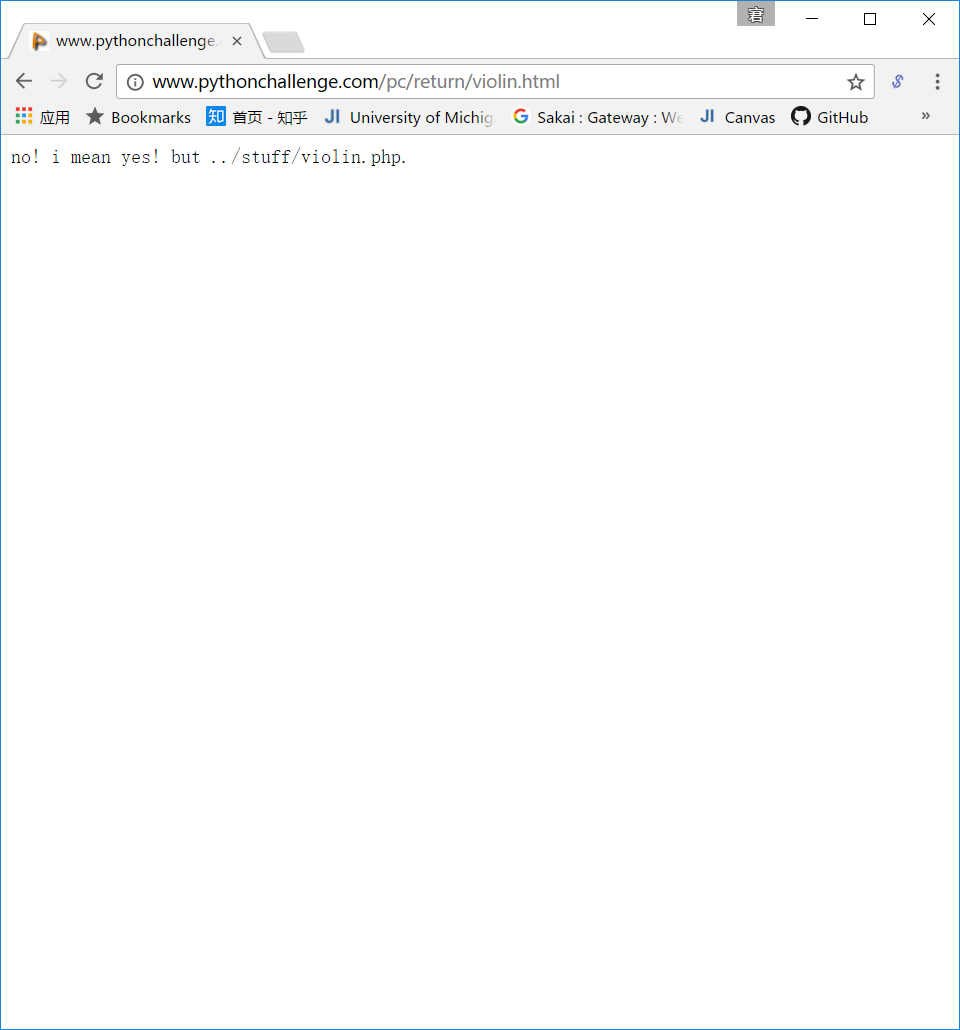 www.pythonchallenge.
www.pythonchallenge.com/pc/return/violin.html
应用 Bookmarks 知 首页 - 知乎 JI University of Michig G Sakai : Gateway : We JI Canvas GitHub »
no! i mean yes! but ../stuff/violin.php.